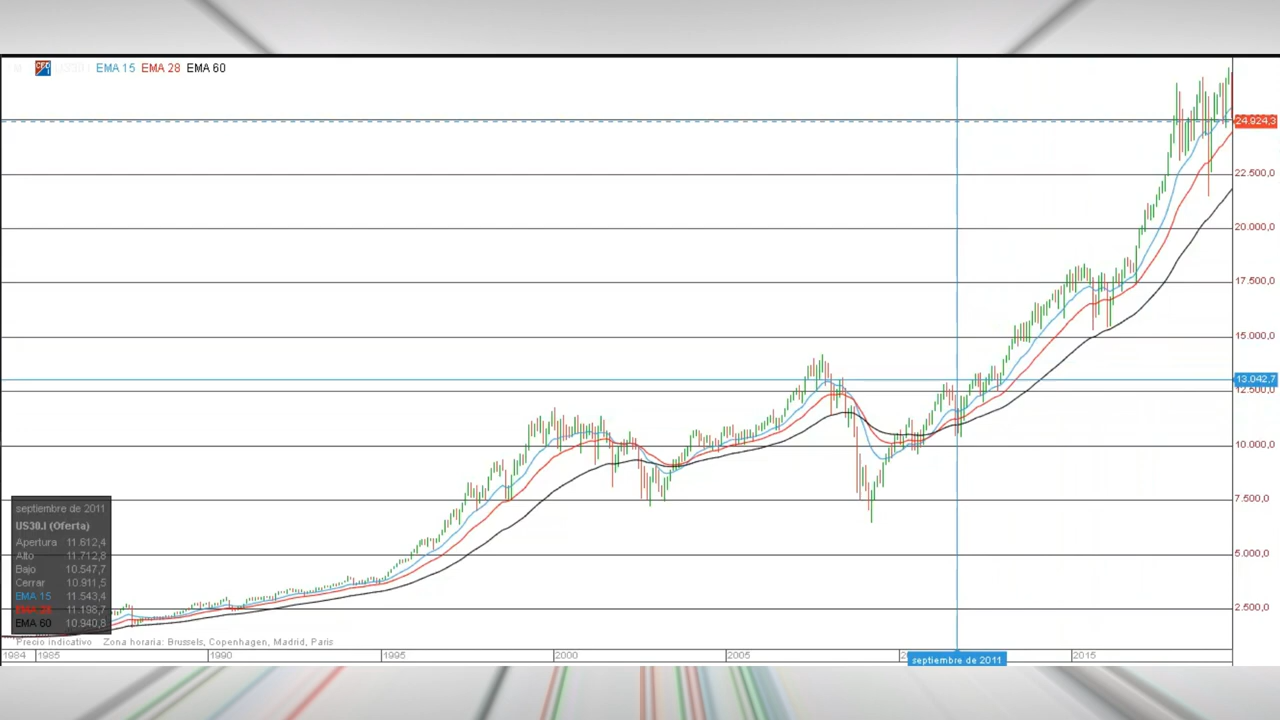 EMA 15 EMA 28 EMA 60
24.924,3
22.500,0
20.000,0
17.500,0
15.000,0
13.042,7
12.500,0
10.000,0
7.500,0
5.000,0
2.500,0
septiembre de 2011
US30.I (Oferta)
Apertura 11.612,4
Alto 11.712,8
Bajo 10.547,7
Cerrar 10.911,5
EMA 15 11.543,4
EMA 28 11.198,7
EMA 60 10.940,8
Precio indicativo Zona horaria: Brussels, Copenhagen, Madrid, Paris
1984 1985 1990 1995 2000 2005 septiembre de 2011 2015